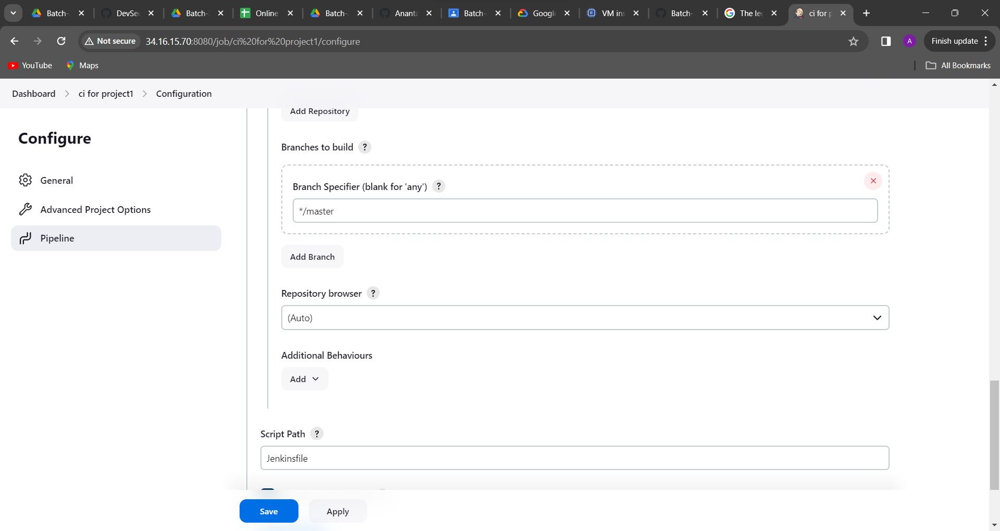 Batch-
DevSec
Batch-
Online
Batch-
Ananta
Batch-
Google
VM ins
Batch-
The le
ci for p
Not secure
34.16.15.70:8080/job/ci%20for%20project1/configure
A
Finish update
YouTube
Maps
All Bookmarks
Dashboard
ci for project1
Configuration
Add Repository
Configure
Branches to build ?
General
Branch Specifier (blank for 'any') ?
Advanced Project Options
*/master
Pipeline
Add Branch
Repository browser ?
(Auto)
Additional Behaviours
Add
Script Path ?
Jenkinsfile
Save
Apply